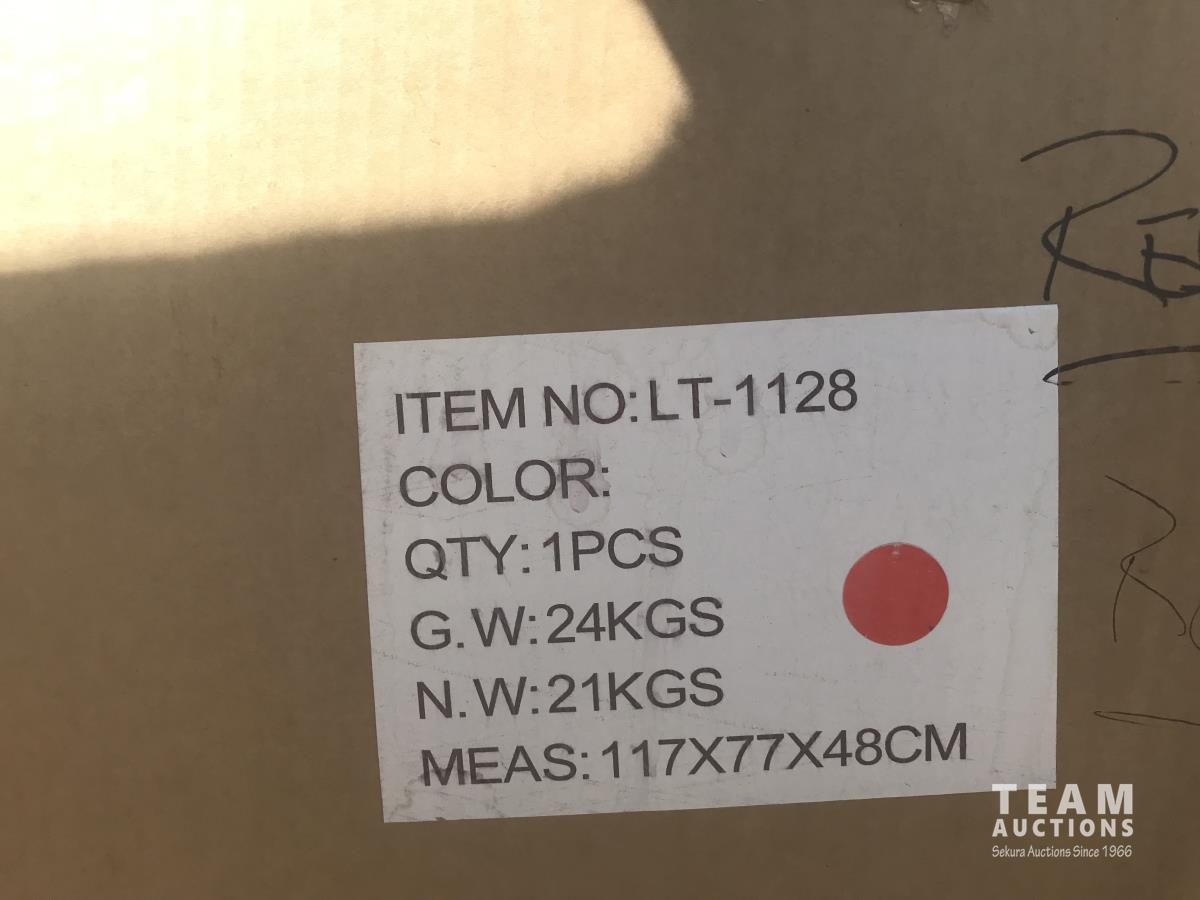 ITEM NO: LT-1128
COLOR:
QTY: 1PCS
G.W: 24KGS
N.W: 21KGS
MEAS: 117X77X48CM
TEAM
AUCTIONS
Sekura Auctions Since 1966